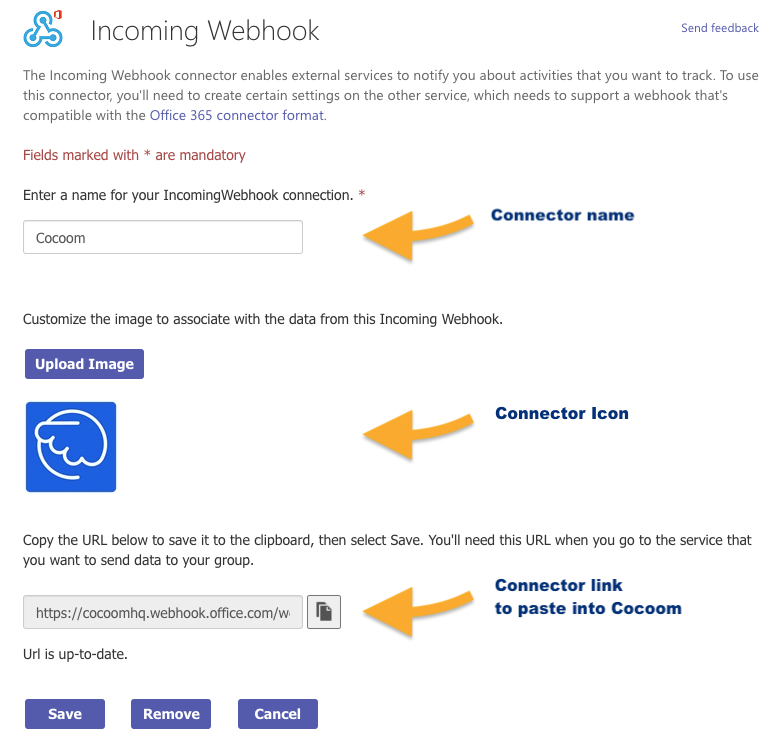 Incoming Webhook
Send feedback
The Incoming Webhook connector enables external services to notify you about activities that you want to track. To use
this connector, you'll need to create certain settings on the other service, which needs to support a webhook that's
compatible with the Office 365 connector format.
Fields marked with * are mandatory
Enter a name for your IncomingWebhook connection. *
Connector name
Cocoom
Customize the image to associate with the data from this Incoming Webhook.
Upload Image
Connector Icon
Copy the URL below to save it to the clipboard, then select Save. You'll need this URL when you go to the service that
you want to send data to your group.
Connector link
to paste into Cocoom
https://cocoomhq.webhook.office.com/w
Url is up-to-date.
Save Remove Cancel